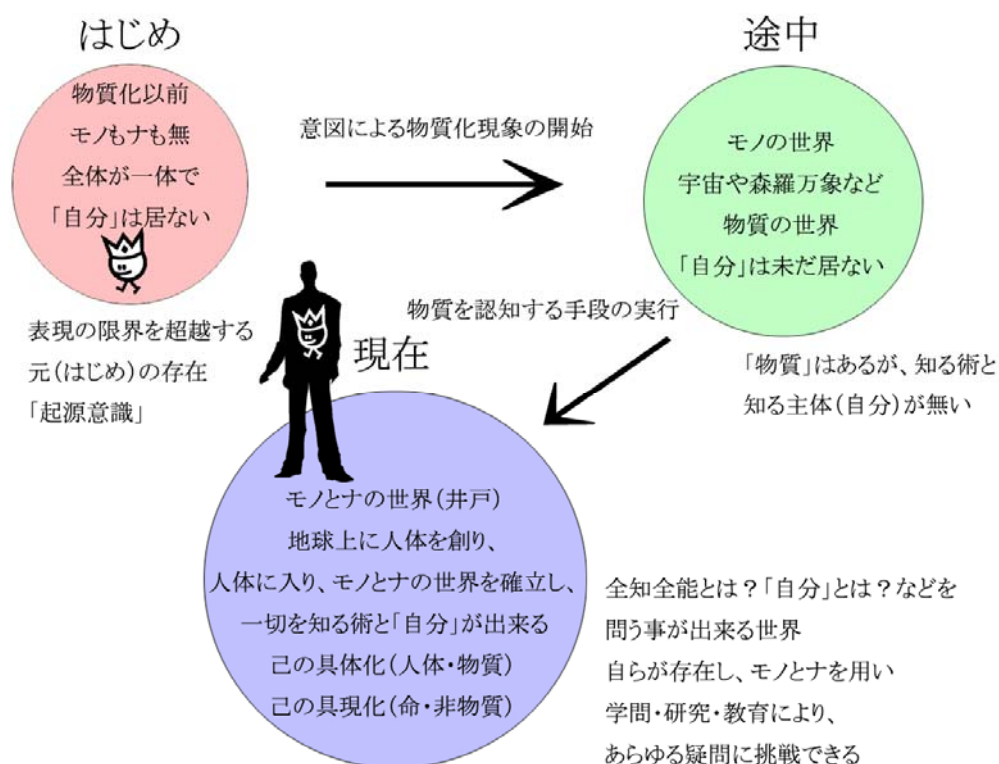 はじめ
物質化以前
モノもナも無
全体が一体で
「自分」は居ない
表現の限界を超越する
元(はじめ)の存在
「起源意識」
意図による物質化現象の開始
途中
モノの世界
宇宙や森羅万象など
物質の世界
「自分」は未だ居ない
「物質」はあるが、知る術と
知る主体(自分)が無い
物質を認知する手段の実行
現在
モノとナの世界(井戸)
地球上に人体を創り、
人体に入り、モノとナの世界を確立し、
一切を知る術と「自分」が出来る
己の具体化(人体・物質)
己の具現化(命・非物質)
全知全能とは?「自分」とは?などを
問う事が出来る世界
自らが存在し、モノとナを用い
学問・研究・教育により、
あらゆる疑問に挑戦できる